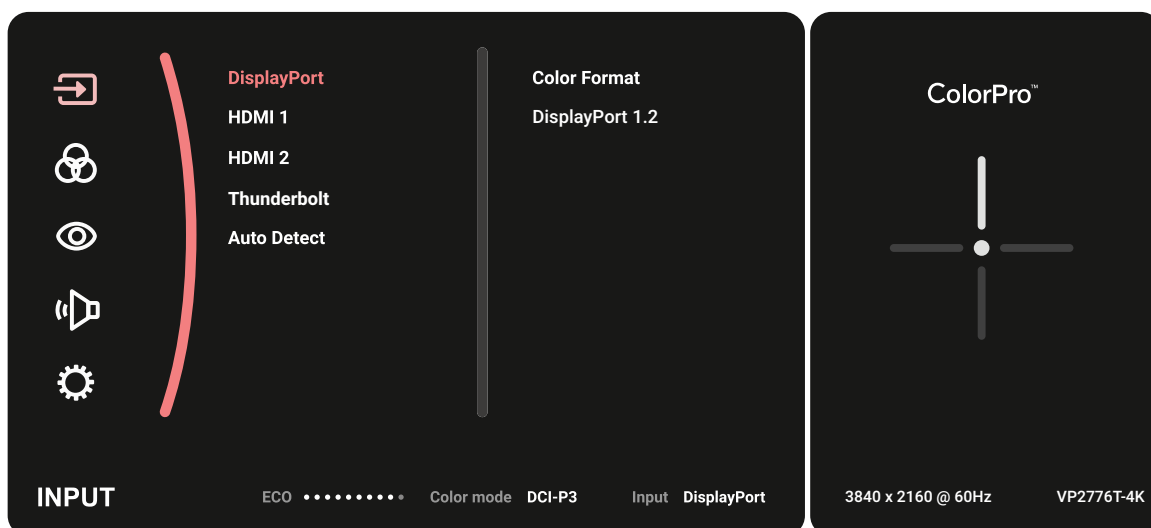 DisplayPort
HDMI 1
HDMI 2
Thunderbolt
Auto Detect
Color Format
DisplayPort 1.2
ColorPro™
INPUT
ECO
Color mode DCI-P3
Input DisplayPort
3840 x 2160 @ 60Hz
VP2776T-4K